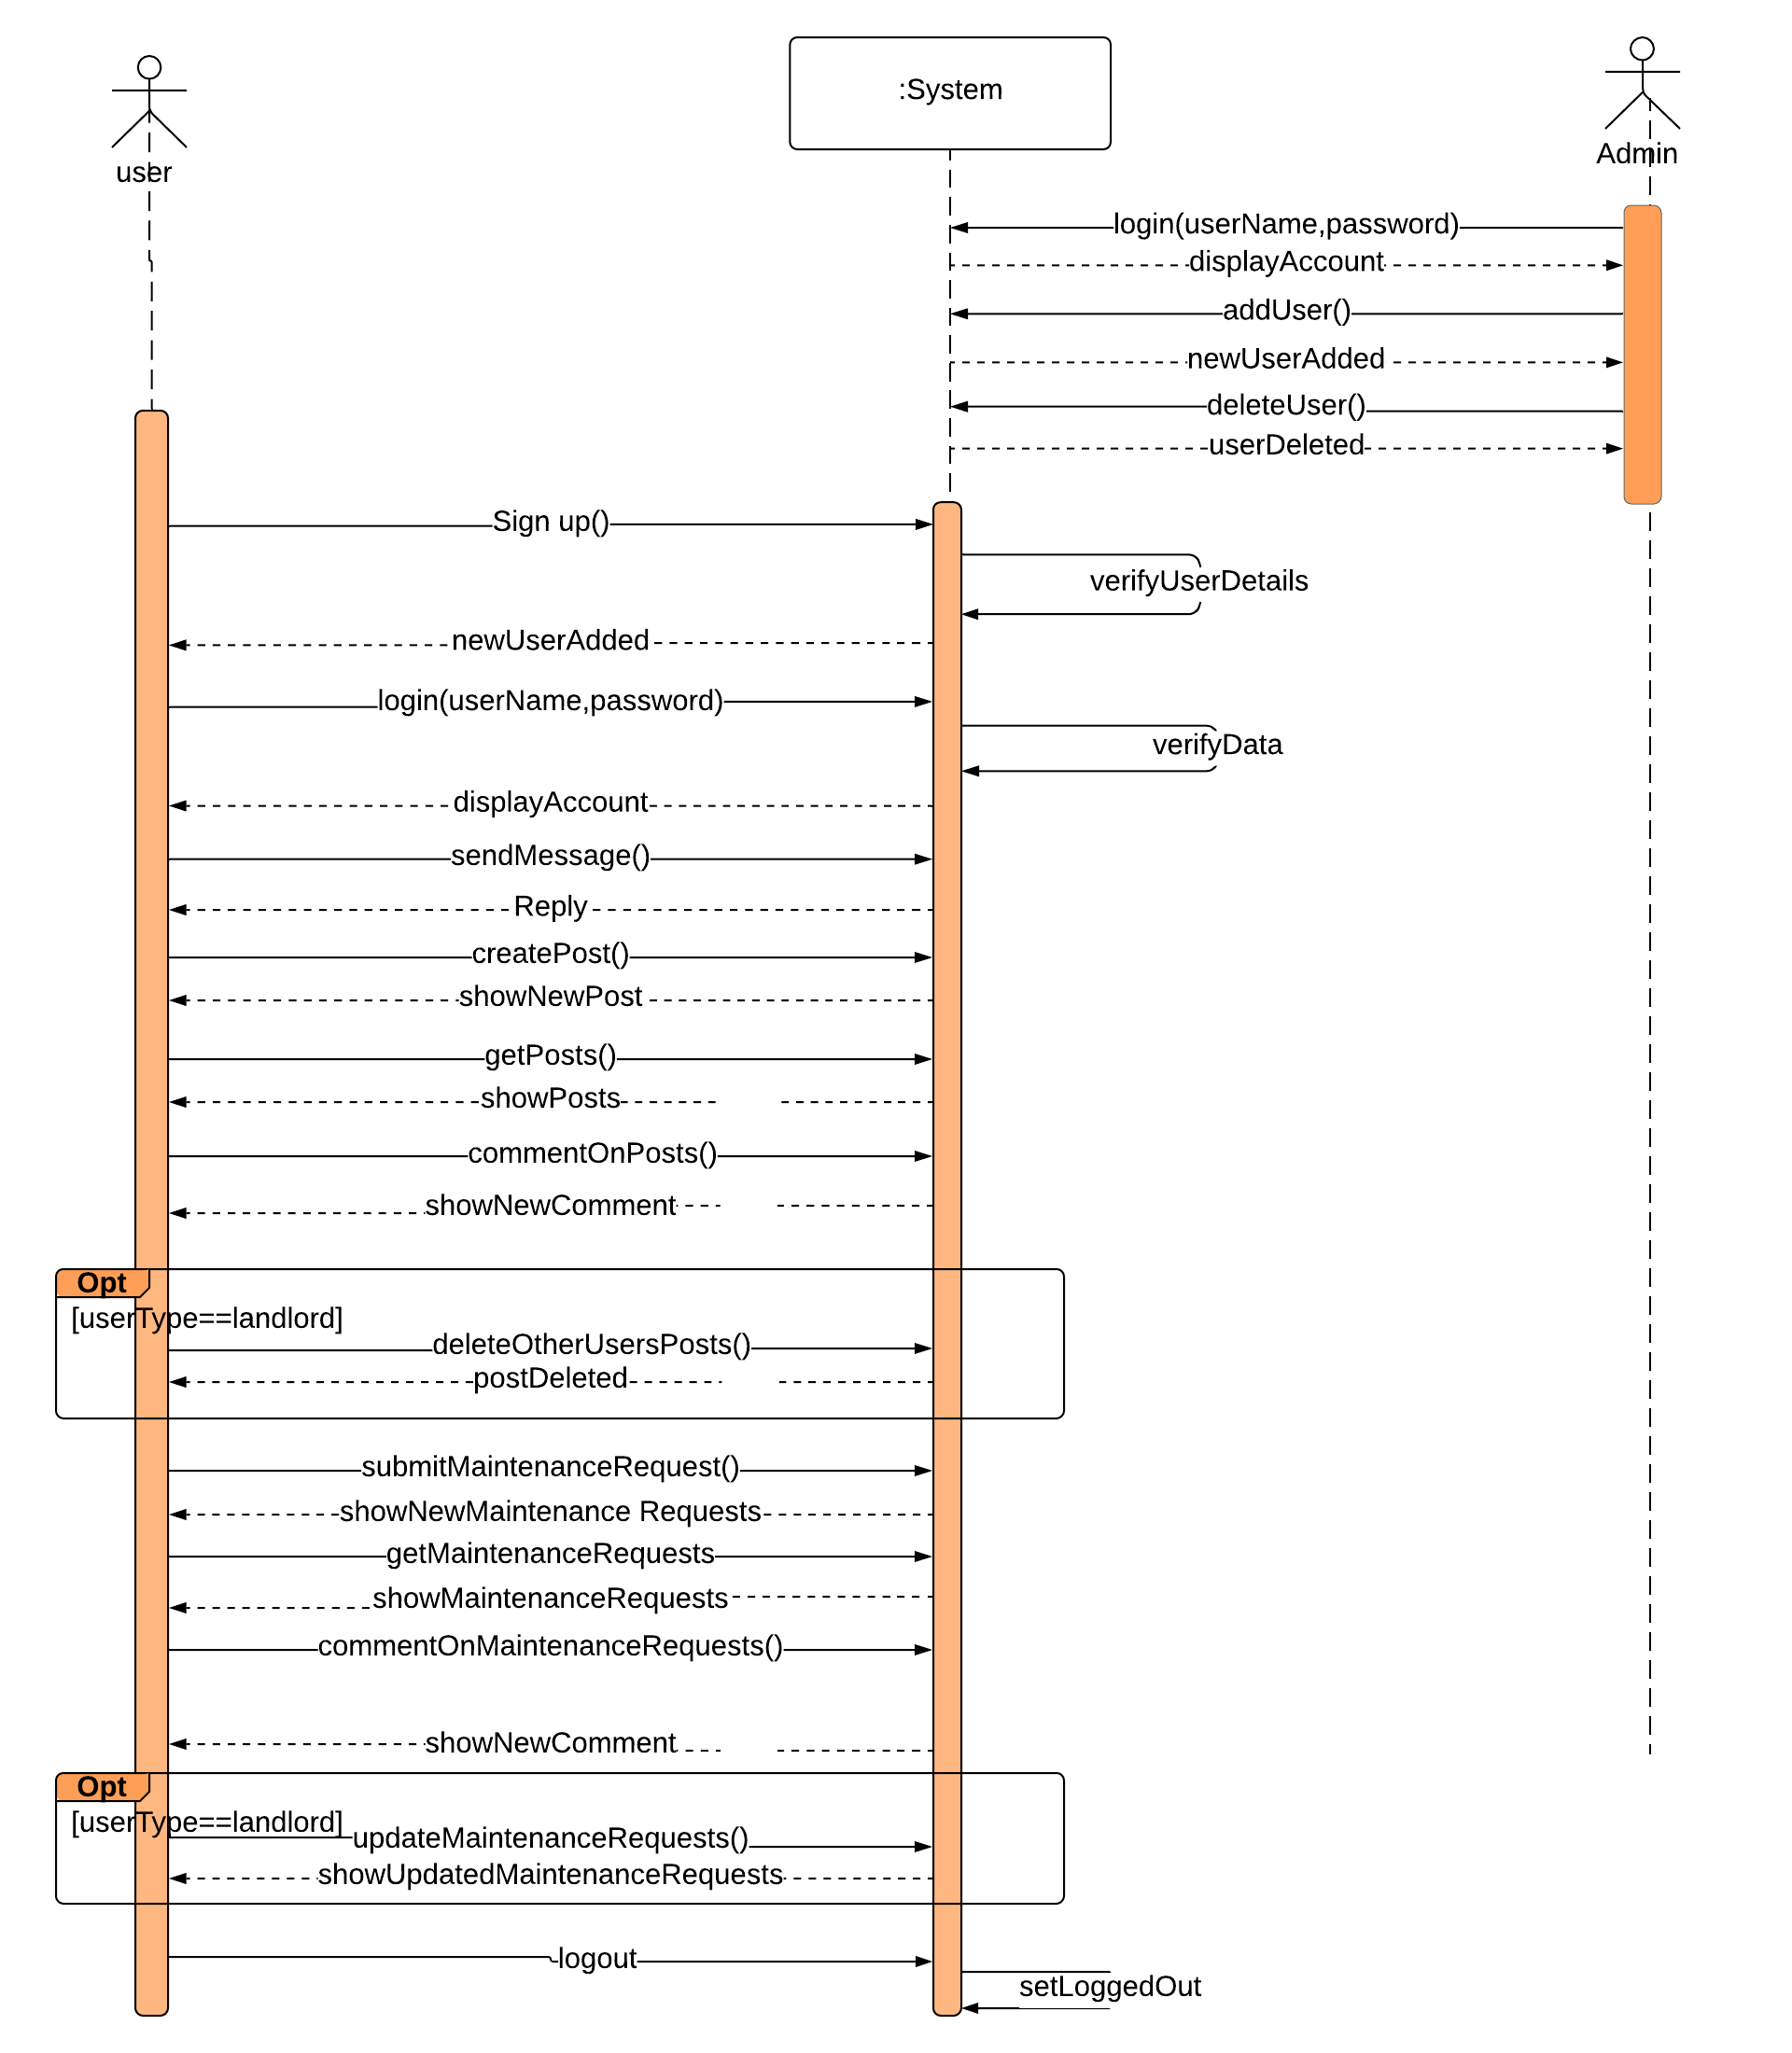 :System
user
Admin
login(userName,password)
displayAccount
addUser()
newUserAdded
deleteUser()
userDeleted
Sign up()
verifyUserDetails
newUserAdded
login(userName,password)
verifyData
displayAccount
sendMessage()
Reply
createPost()
showNewPost
getPosts()
showPosts
commentOnPosts()
showNewComment
Opt
[userType==landlord]
deleteOtherUsersPosts()
postDeleted
submitMaintenanceRequest()
showNewMaintenance Requests
getMaintenanceRequests
showMaintenanceRequests
commentOnMaintenanceRequests()
showNewComment
Opt
[userType==landlord]
updateMaintenanceRequests()
showUpdatedMaintenanceRequests
logout
setLoggedOut